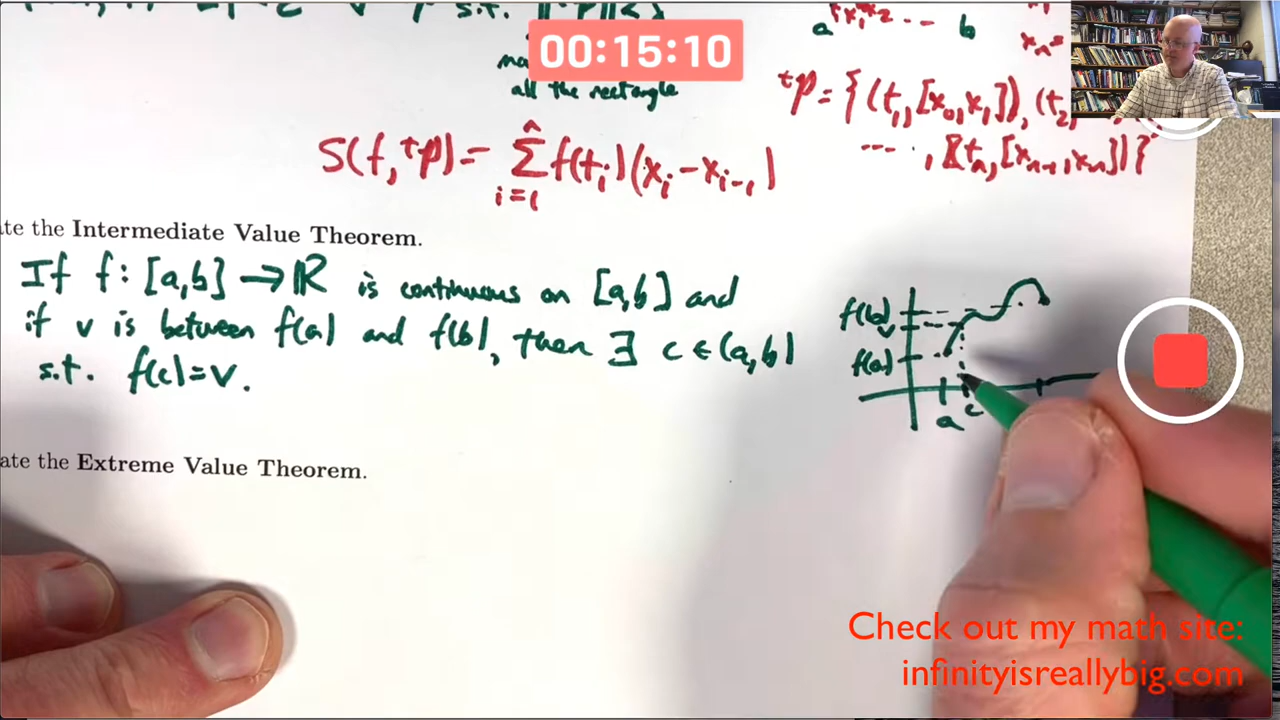 s.t. ||P||<
a x₁ x₂ ... b
all the rectangle
00:15:10
ᵗP={(t₁,[x₀,x₁]),(t₂,
...,[tₙ,[xₙ₋₁,xₙ])}
S(f,ᵗP)= Σ f(tᵢ)(xᵢ-xᵢ₋₁)
n
i=1
ate the Intermediate Value Theorem.
If f:[a,b]→ℝ is continuous on [a,b] and
if v is between f(a) and f(b), then ∃ c∈(a,b)
s.t. f(c)=v.
f(b)
v
f(a)
a c
ate the Extreme Value Theorem.
Check out my math site:
infinityisreallybig.com